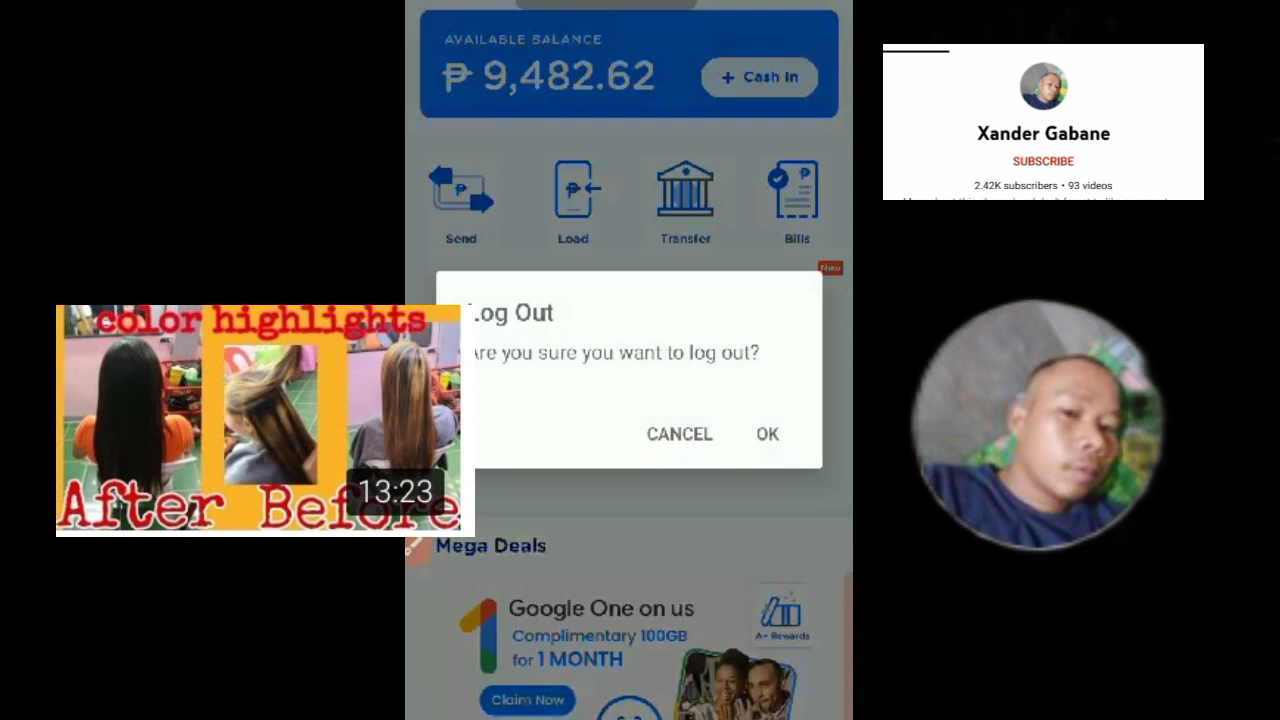 AVAILABLE BALANCE
₱ 9,482.62
+ Cash In
Send
Load
Transfer
Bills
New
Log Out
Are you sure you want to log out?
CANCEL
OK
Mega Deals
Google One on us
Complimentary 100GB
for 1 MONTH
Claim Now
A+ Rewards
color highlights
After Before
13:23
Xander Gabane
SUBSCRIBE
2.42K subscribers • 93 videos